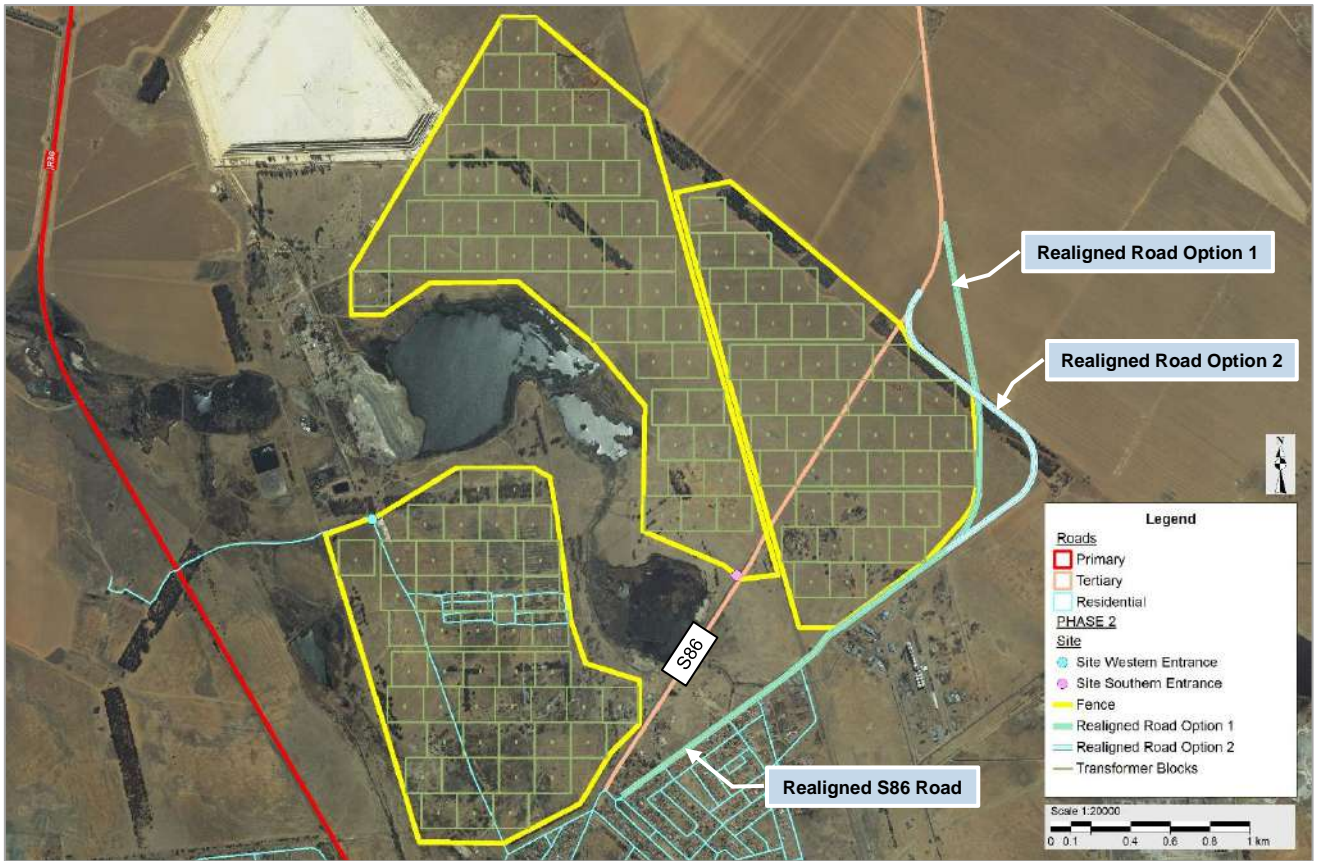 R36
Realigned Road Option 1
Realigned Road Option 2
N
S86
Realigned S86 Road
Legend
Roads
Primary
Tertiary
Residential
PHASE 2
Site
Site Western Entrance
Site Southern Entrance
Fence
Realigned Road Option 1
Realigned Road Option 2
Transformer Blocks
Scale 1:20000
0 0.1 0.4 0.6 0.8 1 km